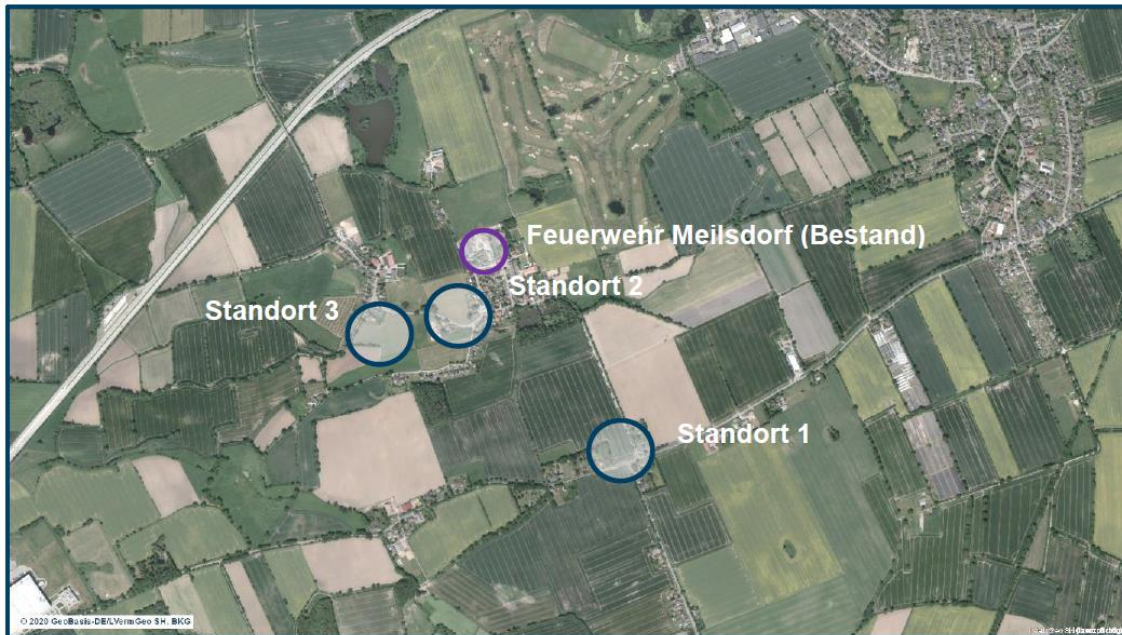 Feuerwehr Meilsdorf (Bestand)
Standort 2
Standort 3
Standort 1
© 2020 GeoBasis-DE/LVermGeo SH, BKG